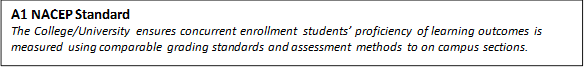 A1 NACEP Standard
The College/University ensures concurrent enrollment students’ proficiency of learning outcomes is
measured using comparable grading standards and assessment methods to on campus sections.